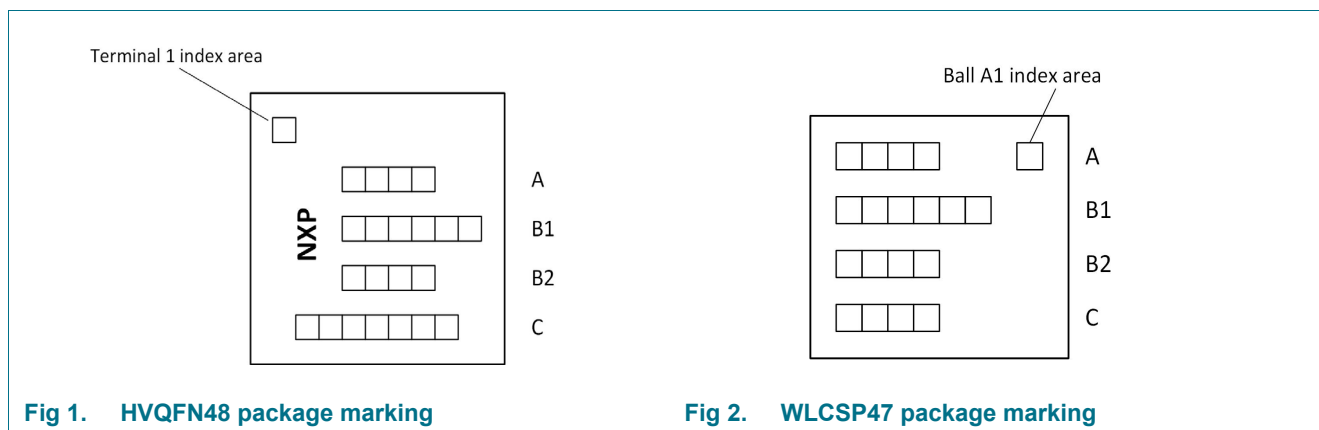 Terminal 1 index area
NXP
A
B1
B2
C
Fig 1. HVQFN48 package marking
Ball A1 index area
A
B1
B2
C
Fig 2. WLCSP47 package marking